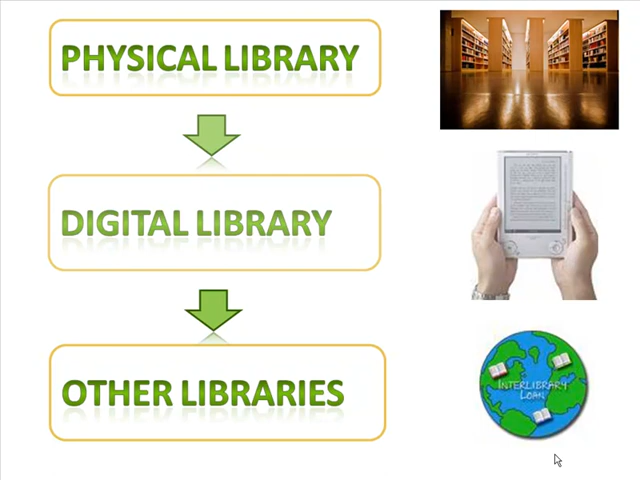 PHYSICAL LIBRARY
DIGITAL LIBRARY
OTHER LIBRARIES
INTERLIBRARY
LOAN